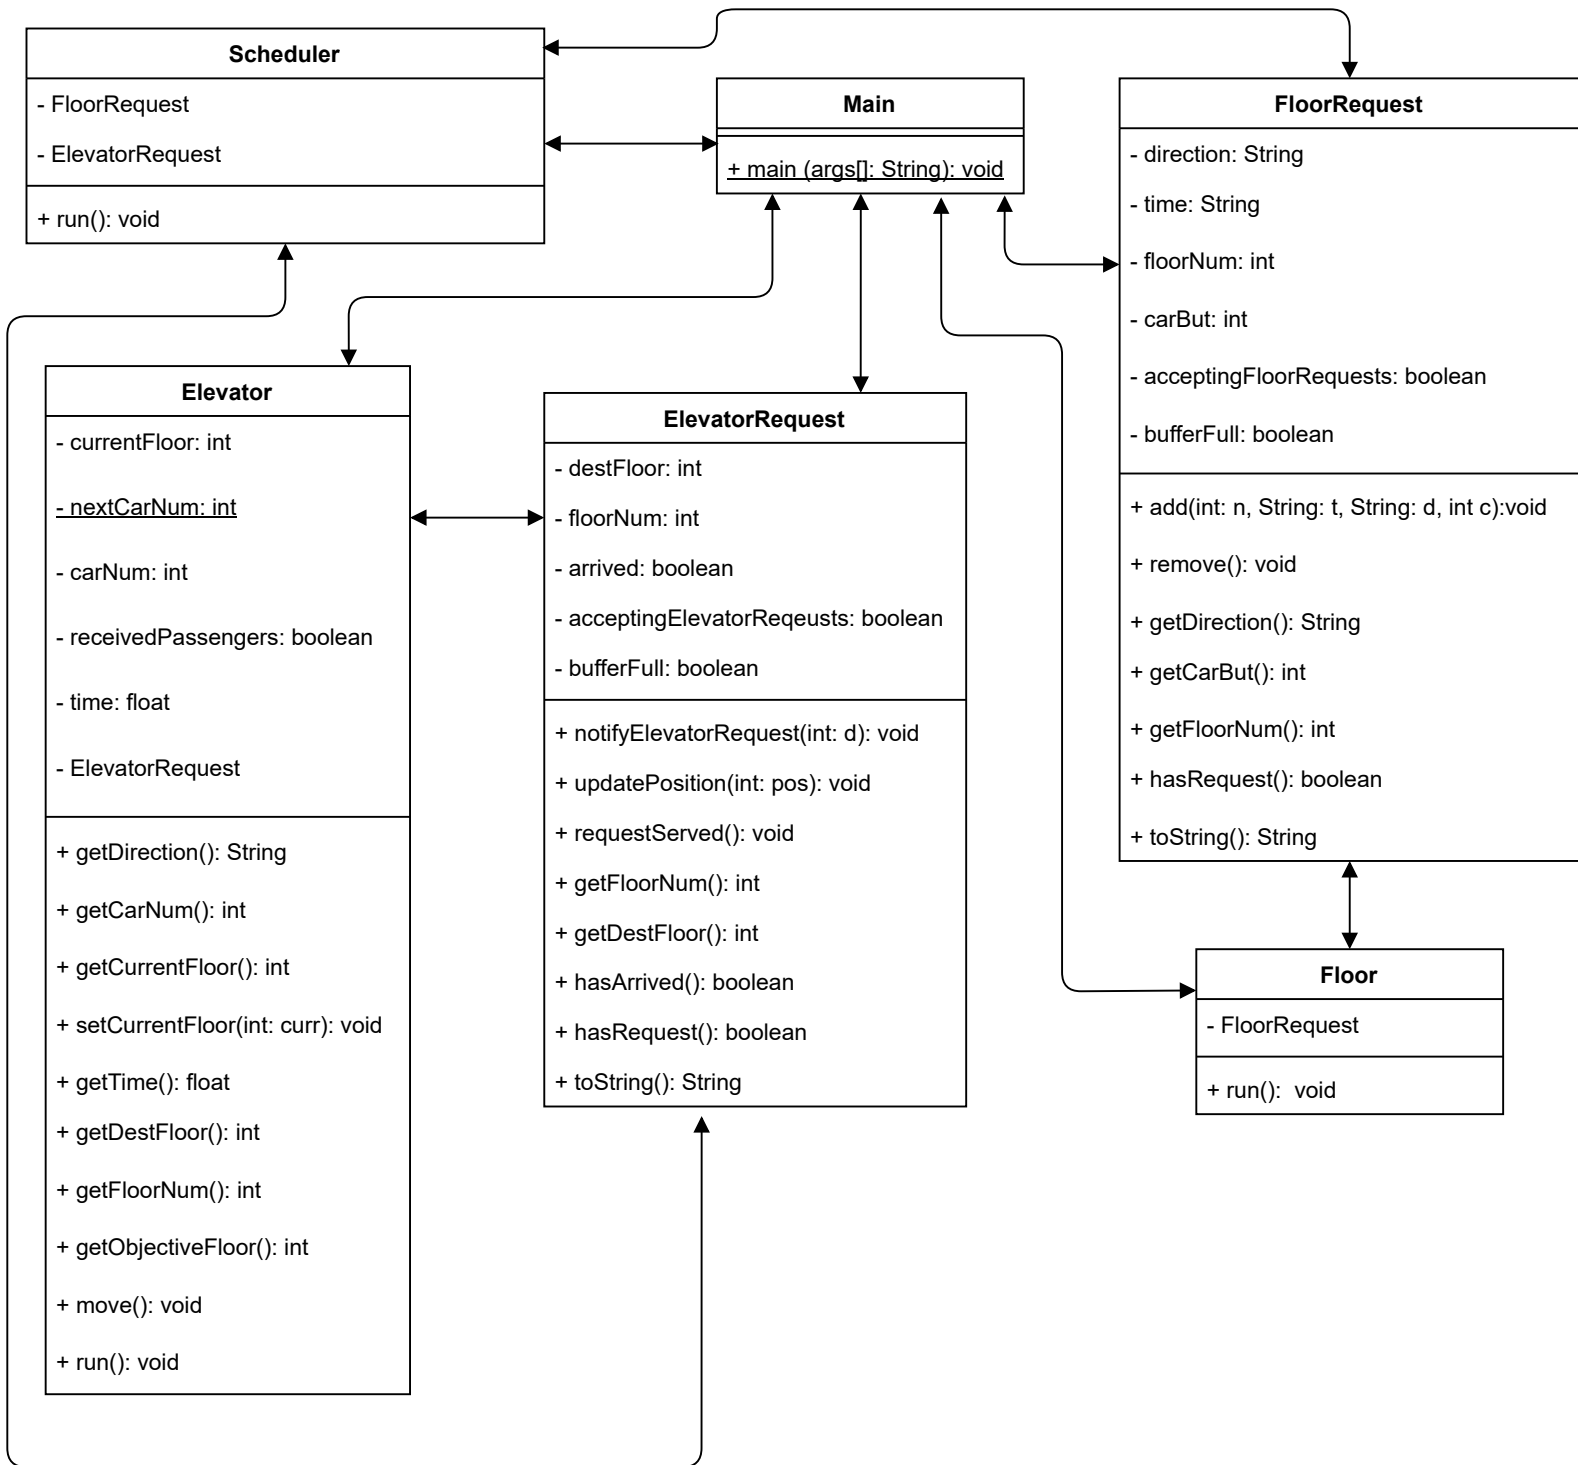 Scheduler
- FloorRequest
- ElevatorRequest
+ run(): void
Main
+ main (args[]: String): void
FloorRequest
- direction: String
- time: String
- floorNum: int
- carBut: int
- acceptingFloorRequests: boolean
- bufferFull: boolean
+ add(int: n, String: t, String: d, int c):void
+ remove(): void
+ getDirection(): String
+ getCarBut(): int
+ getFloorNum(): int
+ hasRequest(): boolean
+ toString(): String
Elevator
- currentFloor: int
- nextCarNum: int
- carNum: int
- receivedPassengers: boolean
- time: float
- ElevatorRequest
+ getDirection(): String
+ getCarNum(): int
+ getCurrentFloor(): int
+ setCurrentFloor(int: curr): void
+ getTime(): float
+ getDestFloor(): int
+ getFloorNum(): int
+ getObjectiveFloor(): int
+ move(): void
+ run(): void
ElevatorRequest
- destFloor: int
- floorNum: int
- arrived: boolean
- acceptingElevatorReqeusts: boolean
- bufferFull: boolean
+ notifyElevatorRequest(int: d): void
+ updatePosition(int: pos): void
+ requestServed(): void
+ getFloorNum(): int
+ getDestFloor(): int
+ hasArrived(): boolean
+ hasRequest(): boolean
+ toString(): String
Floor
- FloorRequest
+ run():  void